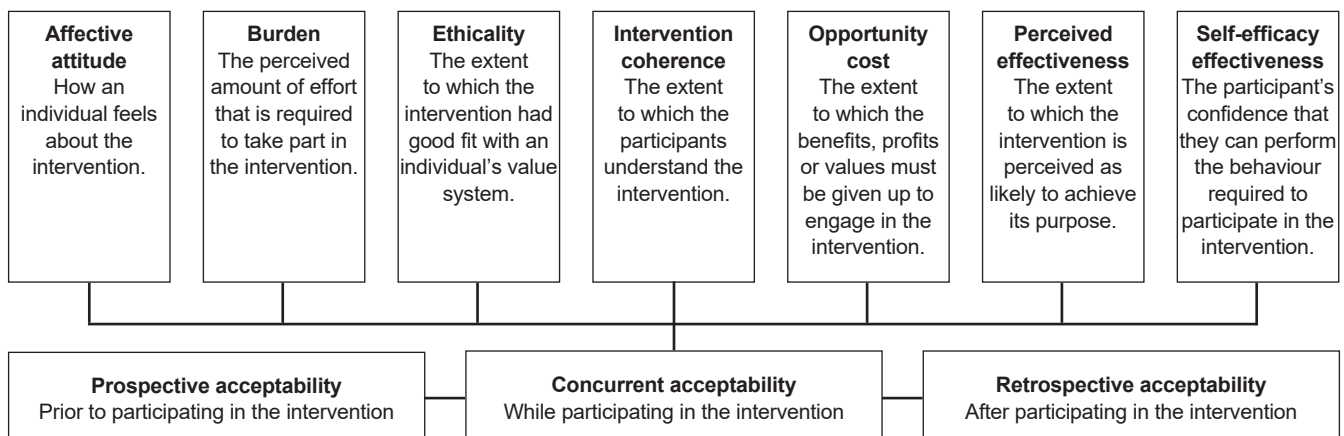 Affective
attitude
How an
individual feels
about the
intervention.
Burden
The perceived
amount of effort
that is required
to take part in
the intervention.
Ethicality
The extent
to which the
intervention had
good fit with an
individual’s value
system.
Intervention
coherence
The extent
to which the
participants
understand the
intervention.
Opportunity
cost
The extent
to which the
benefits, profits
or values must
be given up to
engage in the
intervention.
Perceived
effectiveness
The extent
to which the
intervention is
perceived as
likely to achieve
its purpose.
Self-efficacy
effectiveness
The participant’s
confidence that
they can perform
the behaviour
required to
participate in the
intervention.
Prospective acceptability
Prior to participating in the intervention
Concurrent acceptability
While participating in the intervention
Retrospective acceptability
After participating in the intervention